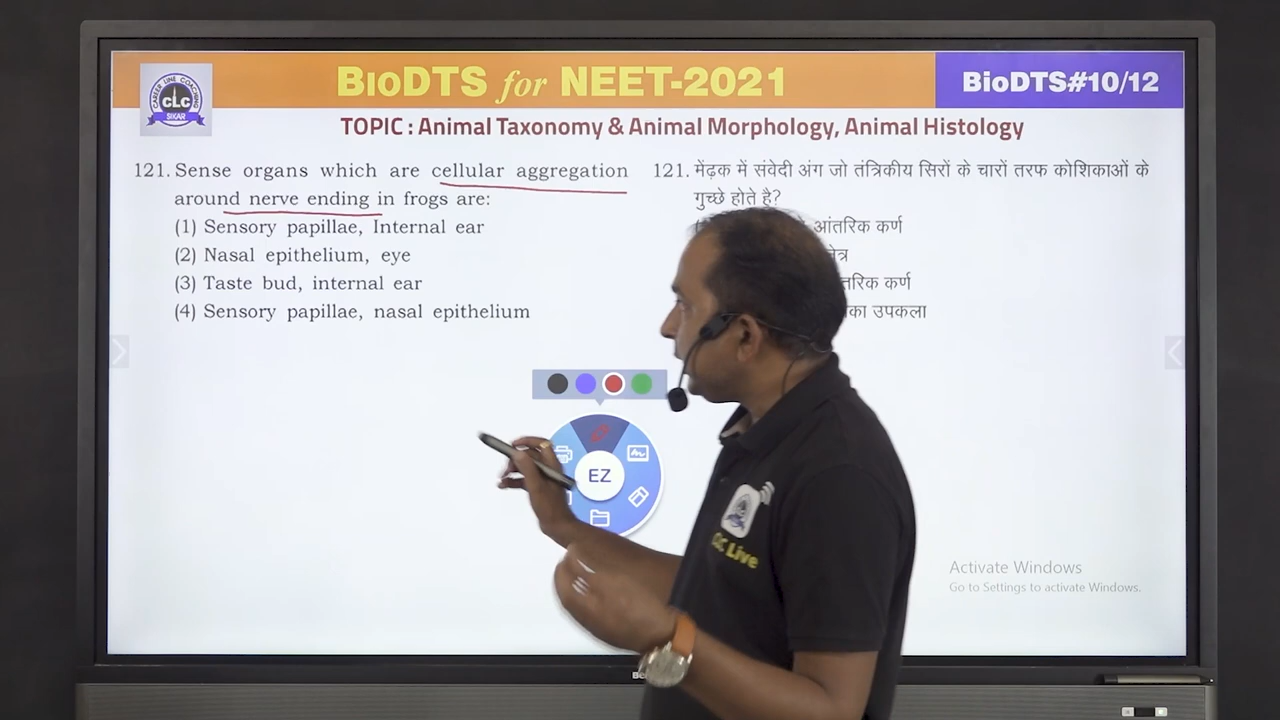 BIODTS for NEET-2021
BioDTS#10/12
CAREER LINE COACHING
CLC
SIKAR
TOPIC : Animal Taxonomy & Animal Morphology, Animal Histology
121. Sense organs which are cellular aggregation
around nerve ending in frogs are:
(1) Sensory papillae, Internal ear
(2) Nasal epithelium, eye
(3) Taste bud, internal ear
(4) Sensory papillae, nasal epithelium
121. मेंढ़क में संवेदी अंग जो तंत्रिकीय सिरों के चारों तरफ कोशिकाओं के
गुच्छे होते है?
आंतरिक कर्ण
उपकला
EZ
Live
Activate Windows
Go to Settings to activate Windows.